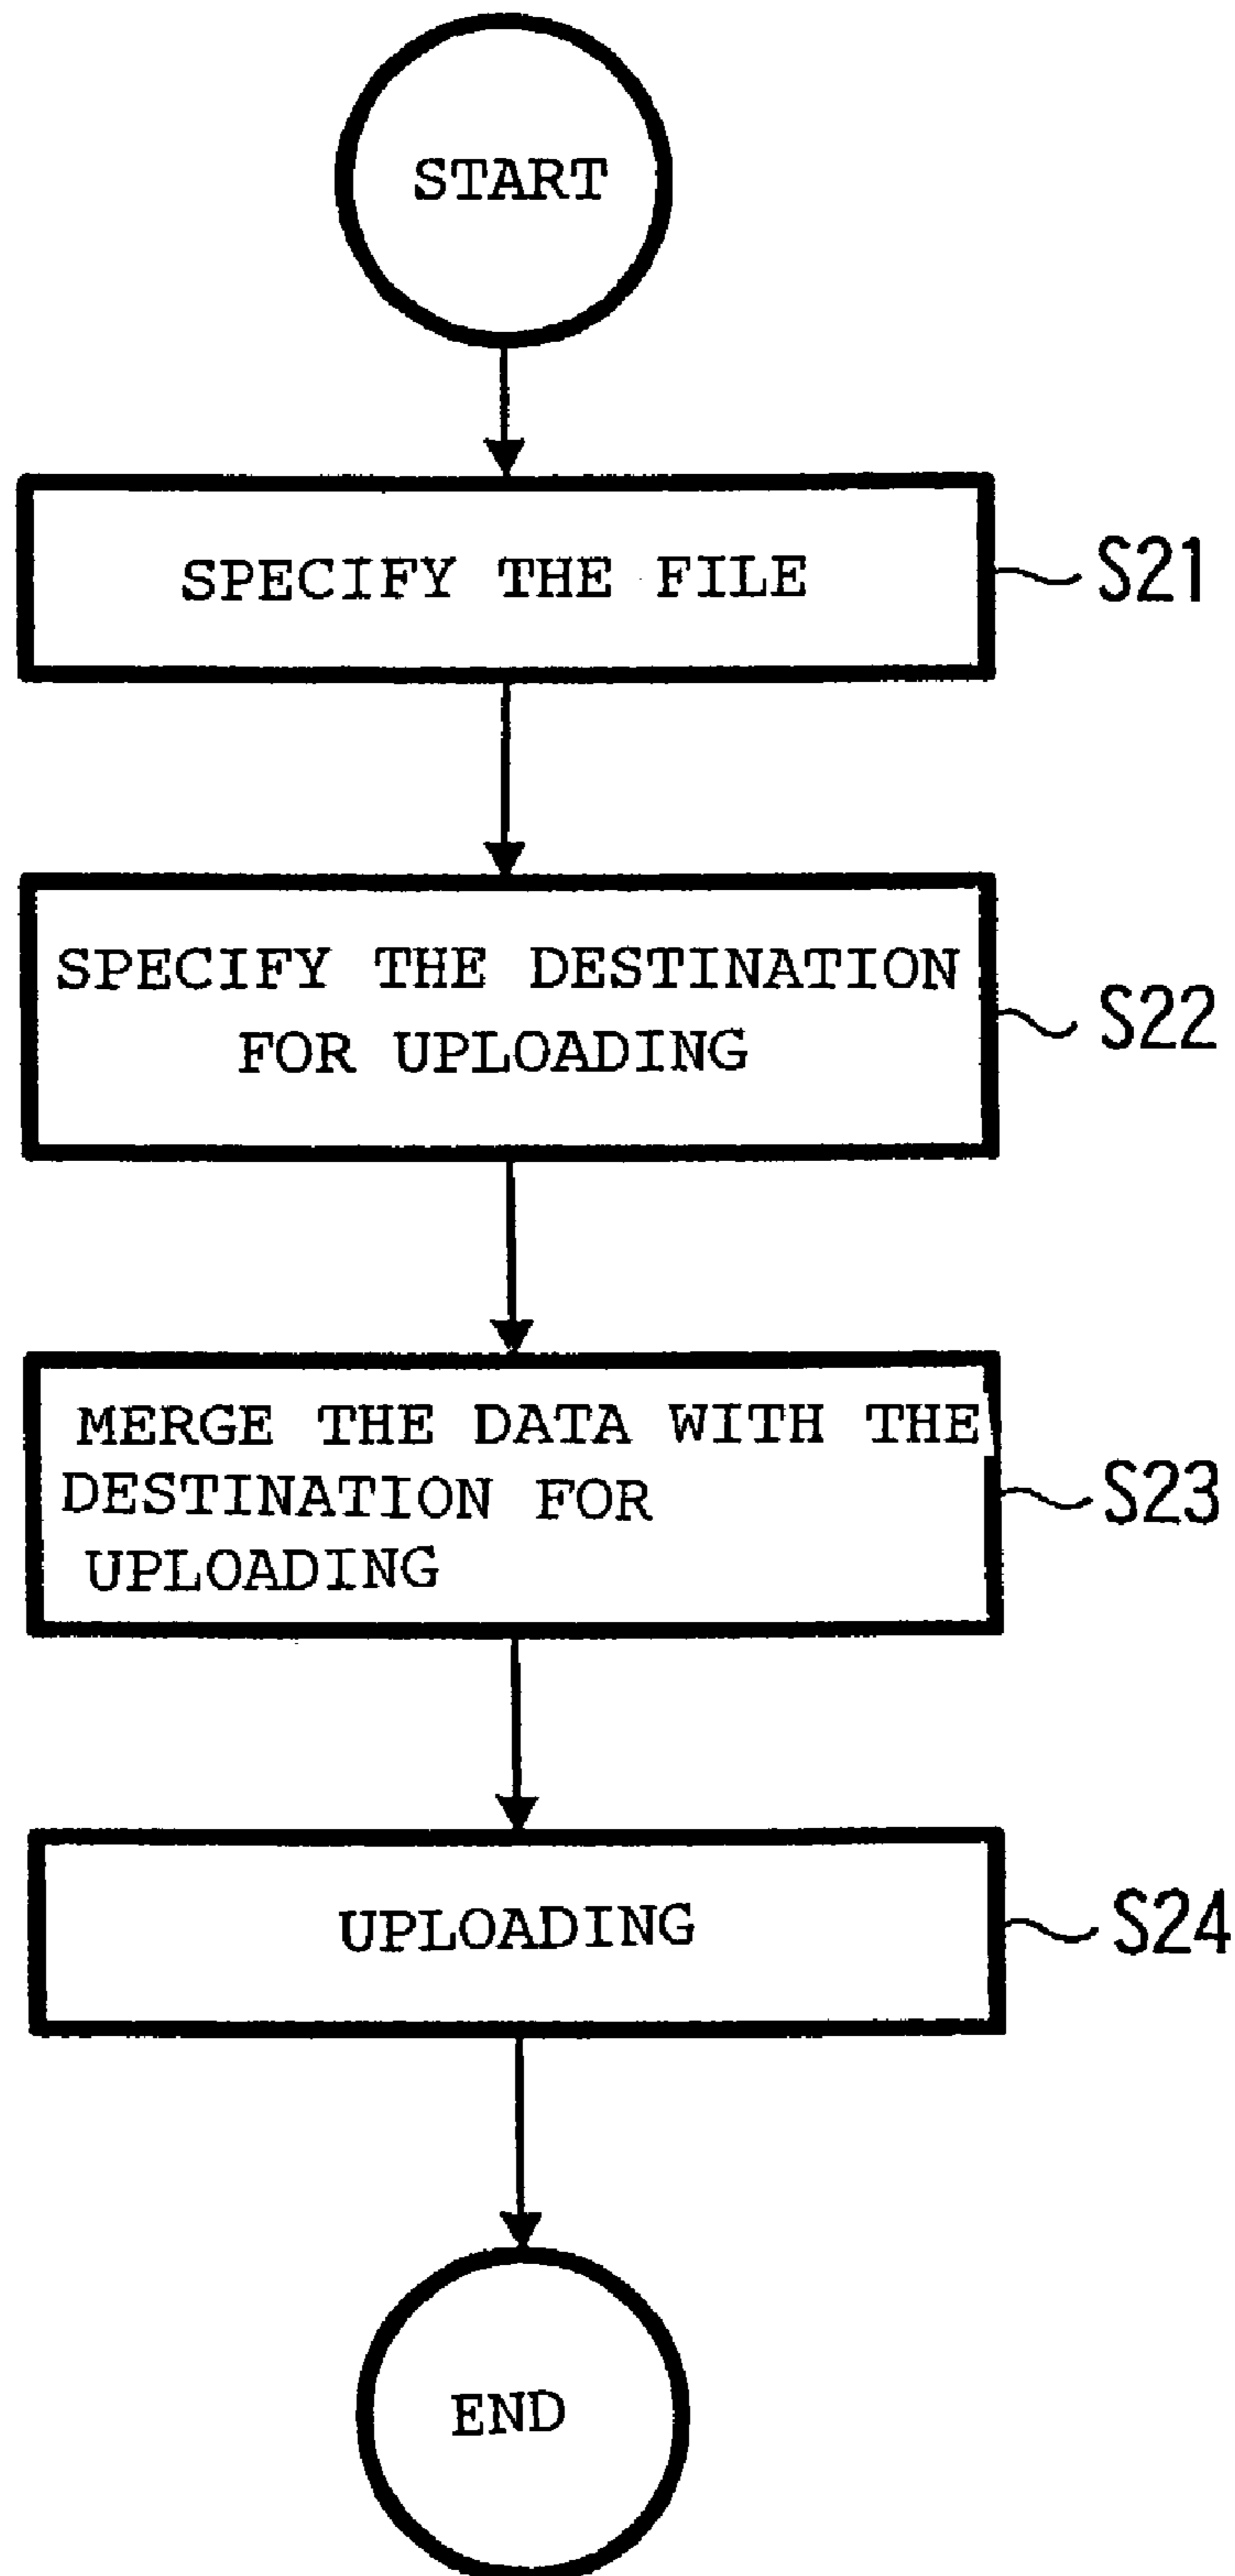 START
SPECIFY THE FILE
S21
SPECIFY THE DESTINATION
FOR UPLOADING
S22
MERGE THE DATA WITH THE
DESTINATION FOR
UPLOADING
S23
UPLOADING
S24
END